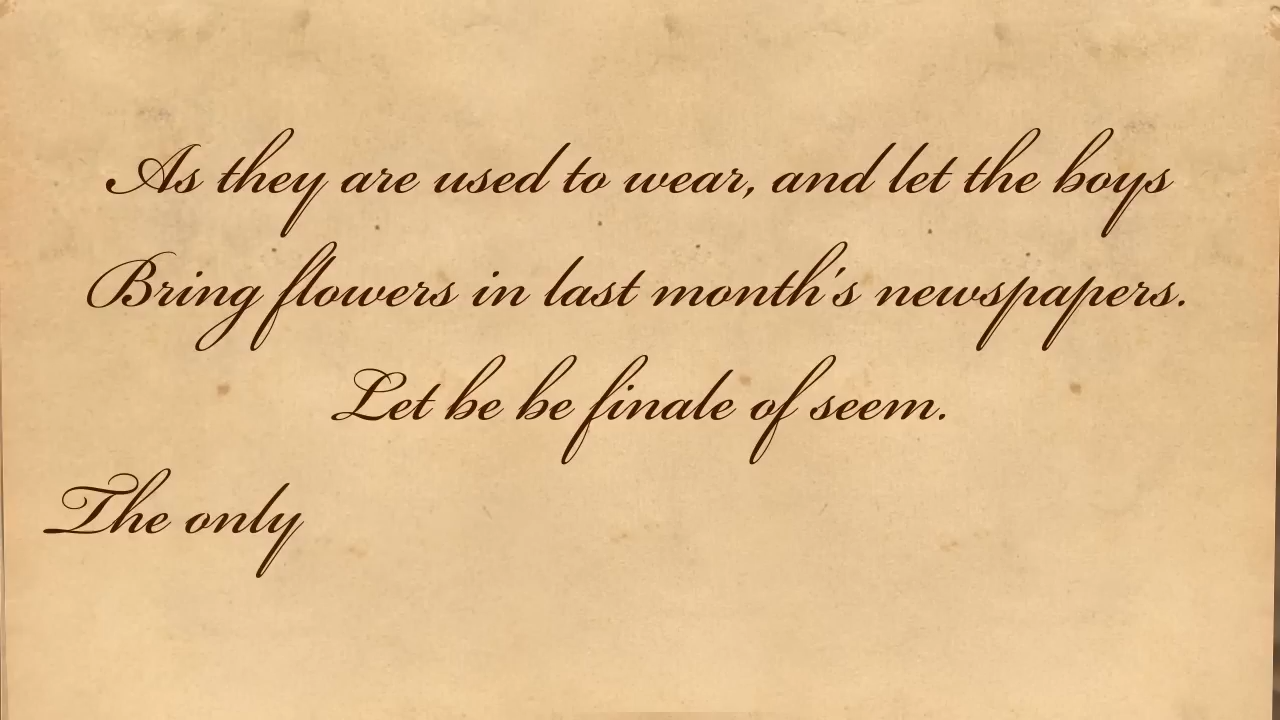 As they are used to wear, and let the boys
Bring flowers in last month's newspapers.
Let be be finale of seem.
The only